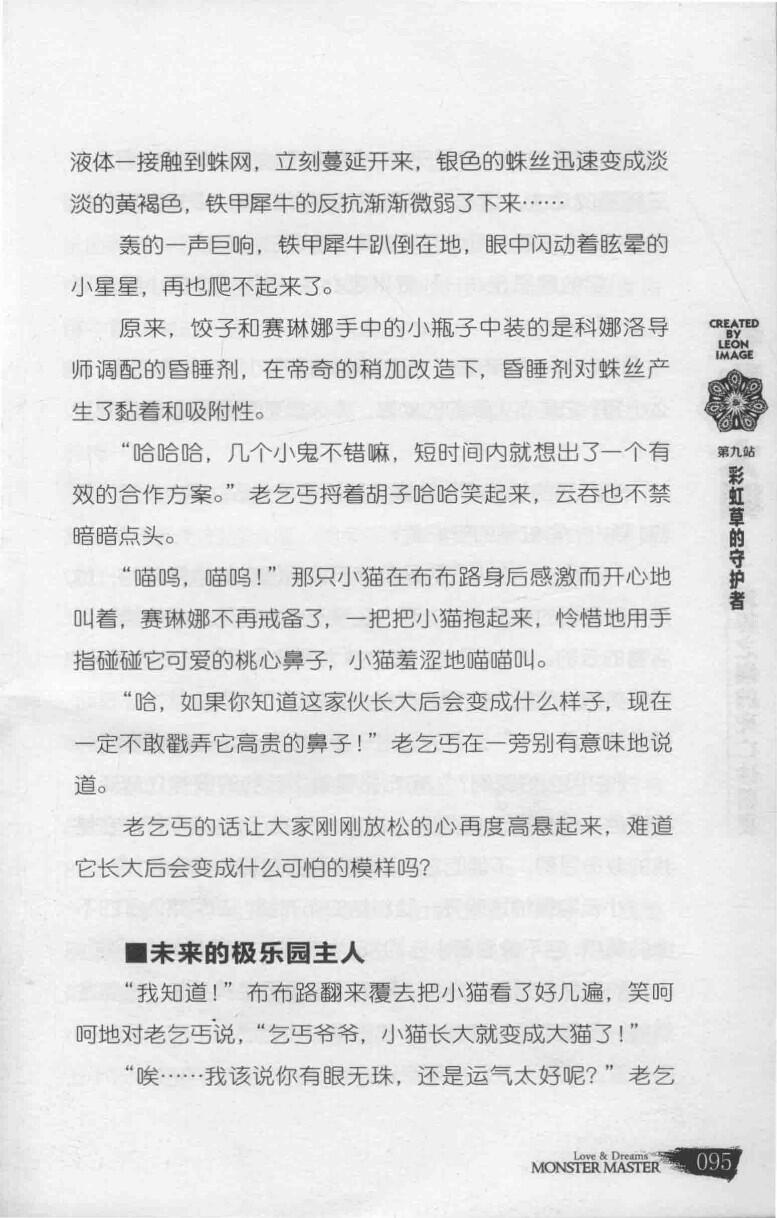 液体一接触到蛛网，立刻蔓延开来，银色的蛛丝迅速变成淡
淡的黄褐色，铁甲犀牛的反抗渐渐微弱了下来……
轰的一声巨响，铁甲犀牛趴倒在地，眼中闪动着眩晕的
小星星，再也爬不起来了。
原来，饺子和赛琳娜手中的小瓶子中装的是科娜洛导
师调配的昏睡剂，在帝奇的稍加改造下，昏睡剂对蛛丝产
生了黏着和吸附性。
“哈哈哈，几个小鬼不错嘛，短时间内就想出了一个有
效的合作方案。”老乞丐捋着胡子哈哈笑起来，云吞也不禁
暗暗点头。
“喵呜，喵呜！”那只小猫在布布路身后感激而开心地
叫着，赛琳娜不再戒备了，一把把小猫抱起来，怜惜地用手
指碰碰它可爱的桃心鼻子，小猫羞涩地喵喵叫。
“哈，如果你知道这家伙长大后会变成什么样子，现在
一定不敢戳弄它高贵的鼻子！”老乞丐在一旁别有意味地说
道。
老乞丐的话让大家刚刚放松的心再度高悬起来，难道
它长大后会变成什么可怕的模样吗？
■未来的极乐园主人
“我知道！”布布路翻来覆去把小猫看了好几遍，笑呵
呵地对老乞丐说，“乞丐爷爷，小猫长大就变成大猫了！”
“唉……我该说你有眼无珠，还是运气太好呢？”老乞
CREATED
BY
LEON
IMAGE
第九站
彩虹草的守护者
Love & Dreams
MONSTER MASTER
095